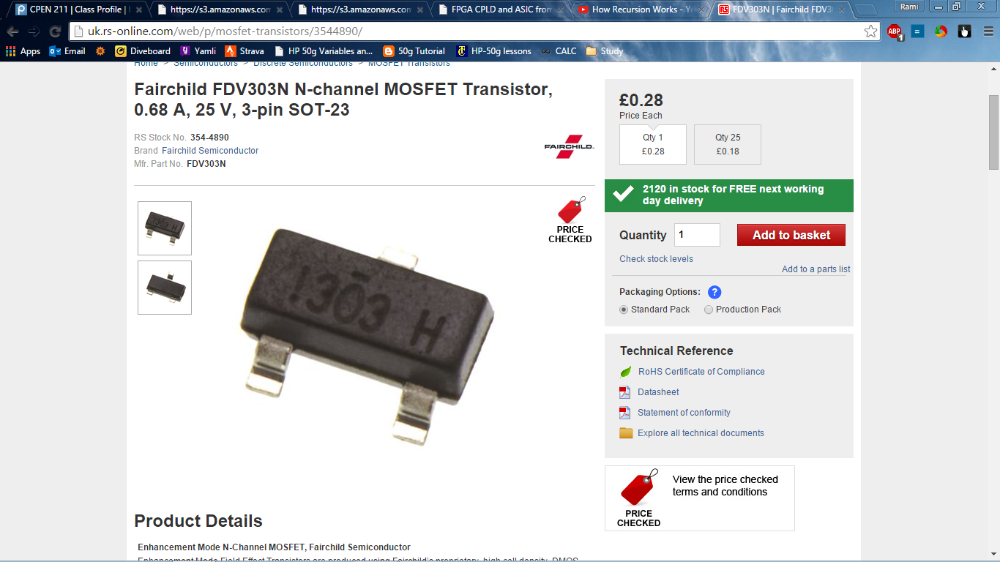 CPEN 211 | Class Profile |
https://s3.amazonaws.com
https://s3.amazonaws.com
FPGA CPLD and ASIC from
How Recursion Works - Yo
FDV303N | Fairchild FDV3
Rami
uk.rs-online.com/web/p/mosfet-transistors/3544890/
ABP
1
Apps
Email
Diveboard
Yamli
Strava
HP 50g Variables an...
50g Tutorial
HP-50g lessons
CALC
Study
Home > Semiconductors > Discrete Semiconductors > MOSFET Transistors
Fairchild FDV303N N-channel MOSFET Transistor,
0.68 A, 25 V, 3-pin SOT-23
RS Stock No. 354-4890
Brand Fairchild Semiconductor
Mfr. Part No. FDV303N
FAIRCHILD
PRICE
CHECKED
303 H
£0.28
Price Each
Qty 1
£0.28
Qty 25
£0.18
2120 in stock for FREE next working
day delivery
Quantity 1 Add to basket
Check stock levels
Add to a parts list
Packaging Options: ?
Standard Pack Production Pack
Technical Reference
RoHS Certificate of Compliance
Datasheet
Statement of conformity
Explore all technical documents
PRICE
CHECKED
View the price checked
terms and conditions
Product Details
Enhancement Mode N-Channel MOSFET, Fairchild Semiconductor
Enhancement Mode Field Effect Transistors are produced using Fairchild's proprietary, high cell density, DMOS